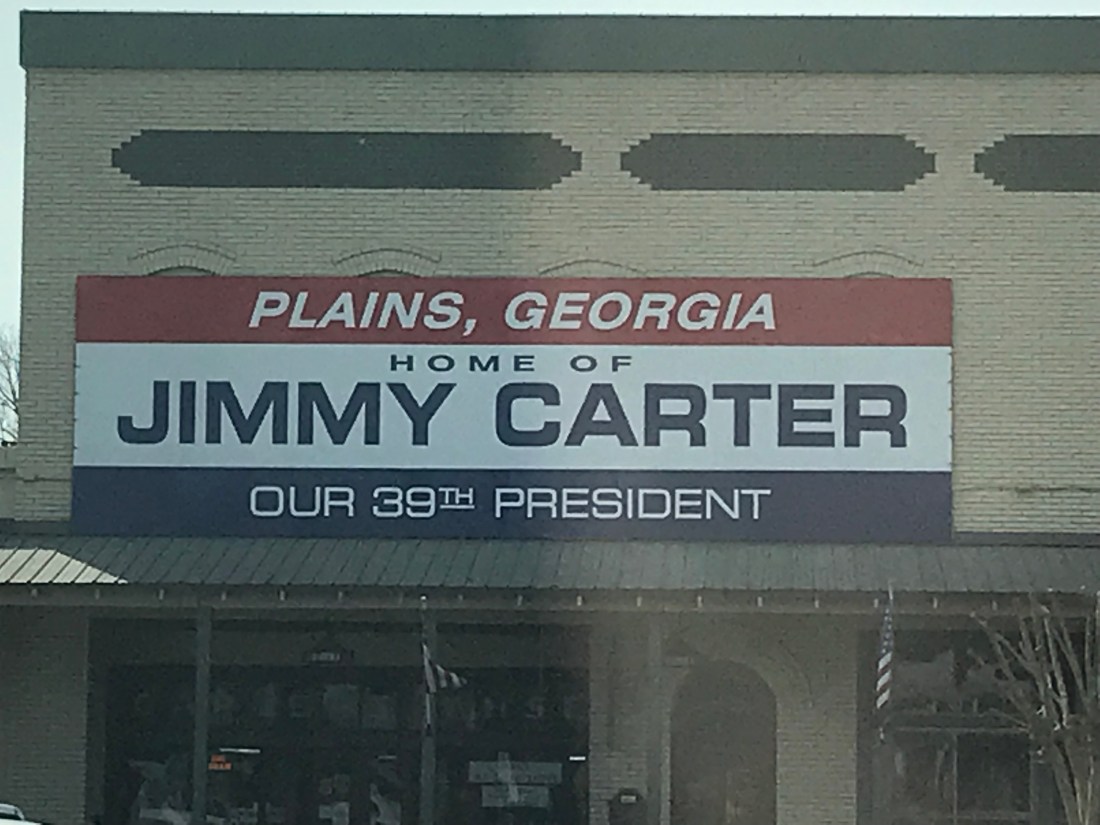 PLAINS, GEORGIA
HOME OF
JIMMY CARTER
OUR 39TH PRESIDENT